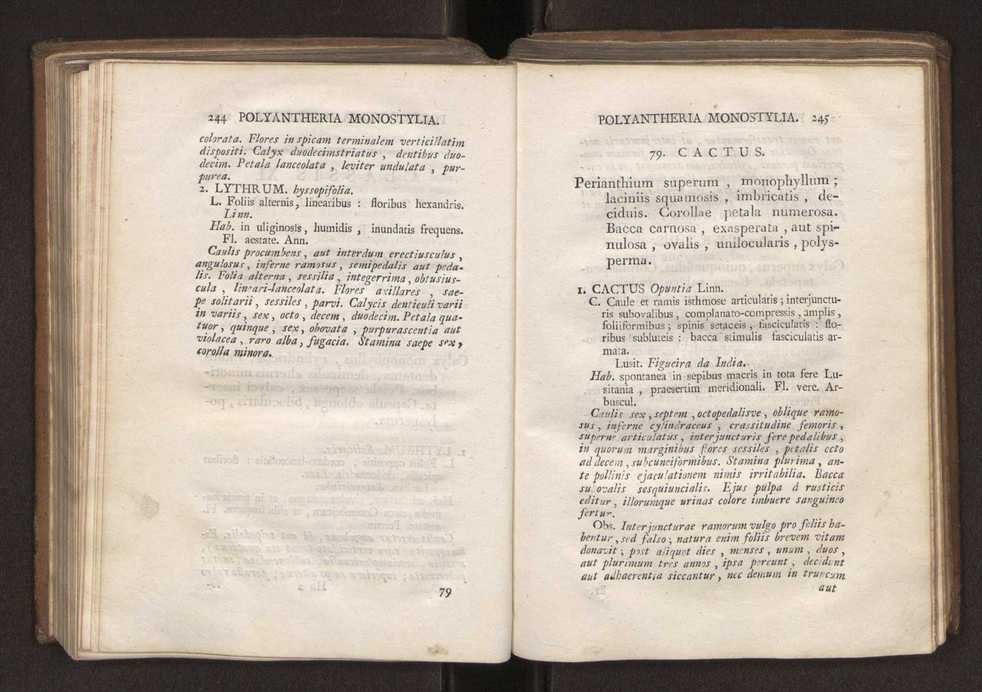 244 POLYANTHERIA MONOSTYLIA.
colorata. Flores in spicam terminalem verticillatim
dispositi. Calyx duodecimstriatus , dentibus duo-
decim. Petala lanceolata , leviter undulata , pur-
purea.
2. LYTHRUM. hyssopifolia.
L. Foliis alternis, linearibus : floribus hexandris.
Linn.
Hab. in uliginosis, humidis , inundatis frequens.
Fl. aestate. Ann.
Caulis procumbens, aut interdum erectiusculus ,
angulosus, inferne ramosus, semipedalis aut peda-
lis. Folia alterna, sessilia, integerrima, obtusius-
cula , lineari-lanceolata. Flores axillares , sae-
pe solitarii, sessiles, parvi. Calycis denticuli varii
in variis, sex, octo, decem, duodecim. Petala qua-
tuor, quinque, sex, obovata , purpurascentia aut
violacea, raro alba, fugacia. Stamina saepe sex,
corolla minora.
79
POLYANTHERIA MONOSTYLIA. 245
79. CACTUS.
Perianthium superum , monophyllum ;
laciniis squamosis , imbricatis , de-
ciduis. Corollae petala numerosa.
Bacca carnosa , exasperata , aut spi-
nulosa , ovalis , unilocularis , polys-
perma.
1. CACTUS Opuntia Linn.
C. Caule et ramis isthmose articulatis ; interjunctu-
ris subovalibus, complanato-compressis, amplis,
foliiformibus ; spinis setaceis , fascicularis : flo-
ribus subluteis : bacca stimulis fasciculatis ar-
mata.
Lusit. Figueira da India.
Hab. spontanea in sepibus macris in tota fere Lu-
sitania , praesertim meridionali. Fl. vere. Ar-
buscul.
Caulis sex, septem , octopedalisve, oblique ramo-
sus , inferne cylindraceus , crassitudine femoris ,
superne articulatus , interjuncturis fere pedalibus ,
in quorum marginibus flores sessiles , petalis octo
ad decem, subcuneiformibus. Stamina plurima , an-
te pollinis ejaculationem nimis irritabilia. Bacca
subovalis sesquiuncialis. Ejus pulpa á rusticis
editur, illorumque urinas colore imbuere sanguineo
fertur.
Obs. Interjuncturae ramorum vulgo pro foliis ha-
bentur , sed falso ; natura enim foliis brevem vitam
donavit ; post aliquot dies , menses , unum , duos ,
aut plurimum tres annos , ipsa pereunt , decidunt
aut adhaerentia siccantur , nec demum in truncum
aut